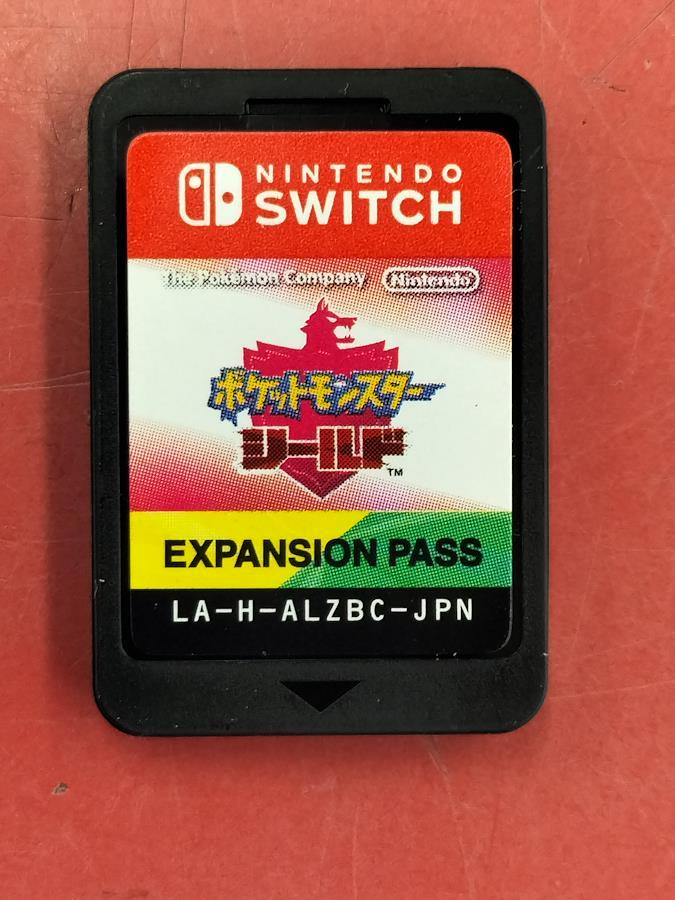 NINTENDO
SWITCH
The Pokémon Company Nintendo
ポケットモンスター
シールド
TM
EXPANSION PASS
LA-H-ALZBC-JPN